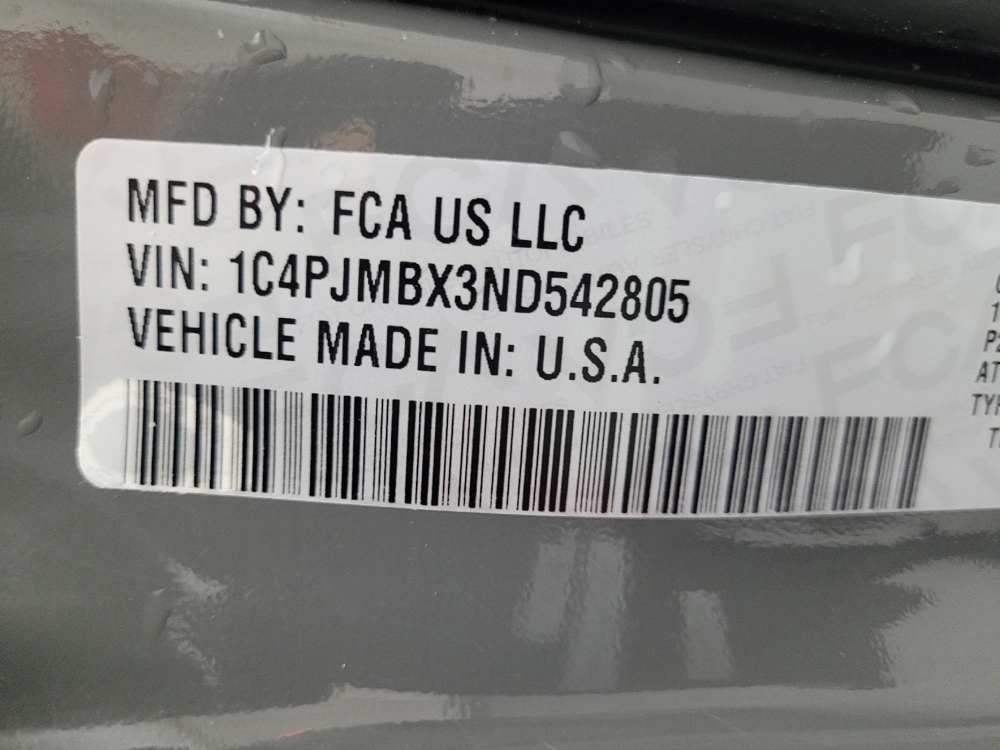 MFD BY: FCA US LLC
VIN: 1C4PJMBX3ND542805
VEHICLE MADE IN: U.S.A.